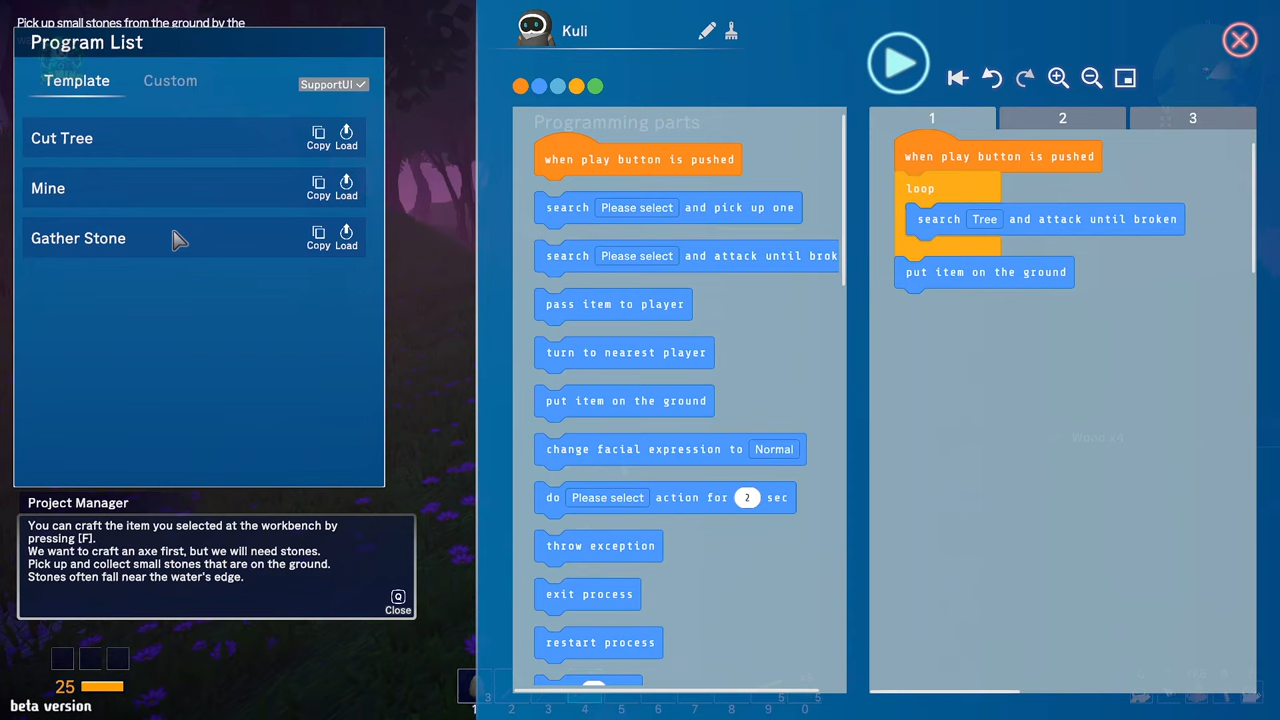 Pick up small stones from the ground by the
Program List
Template
Custom
SupportUI
Cut Tree
Copy Load
Mine
Copy Load
Gather Stone
Copy Load
Project Manager
You can craft the item you selected at the workbench by
pressing [F].
We want to craft an axe first, but we will need stones.
Pick up and collect small stones that are on the ground.
Stones often fall near the water's edge.
Q
Close
25
beta version
Kuli
Programming parts
when play button is pushed
search Please select and pick up one
search Please select and attack until brok
pass item to player
turn to nearest player
put item on the ground
change facial expression to Normal
do Please select action for 2 sec
throw exception
exit process
restart process
1 2 3
when play button is pushed
loop
search Tree and attack until broken
put item on the ground
Wood x4
3
1 2 3 4 5 6 7 8 9 0